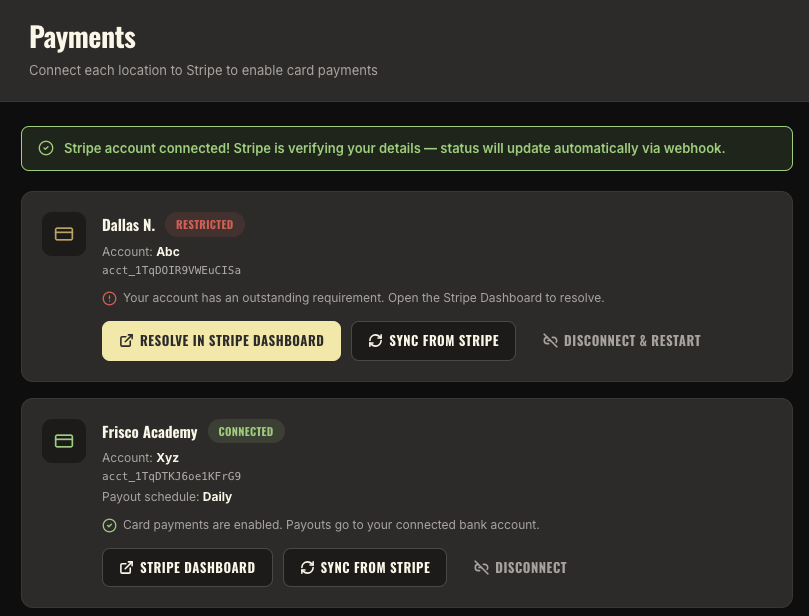 Payments
Connect each location to Stripe to enable card payments
Stripe account connected! Stripe is verifying your details — status will update automatically via webhook.
Dallas N. RESTRICTED
Account: Abc
acct_1TqDOIR9VWEuCISa
Your account has an outstanding requirement. Open the Stripe Dashboard to resolve.
RESOLVE IN STRIPE DASHBOARD SYNC FROM STRIPE DISCONNECT & RESTART
Frisco Academy CONNECTED
Account: Xyz
acct_1TqDTKJ6oe1KFrG9
Payout schedule: Daily
Card payments are enabled. Payouts go to your connected bank account.
STRIPE DASHBOARD SYNC FROM STRIPE DISCONNECT